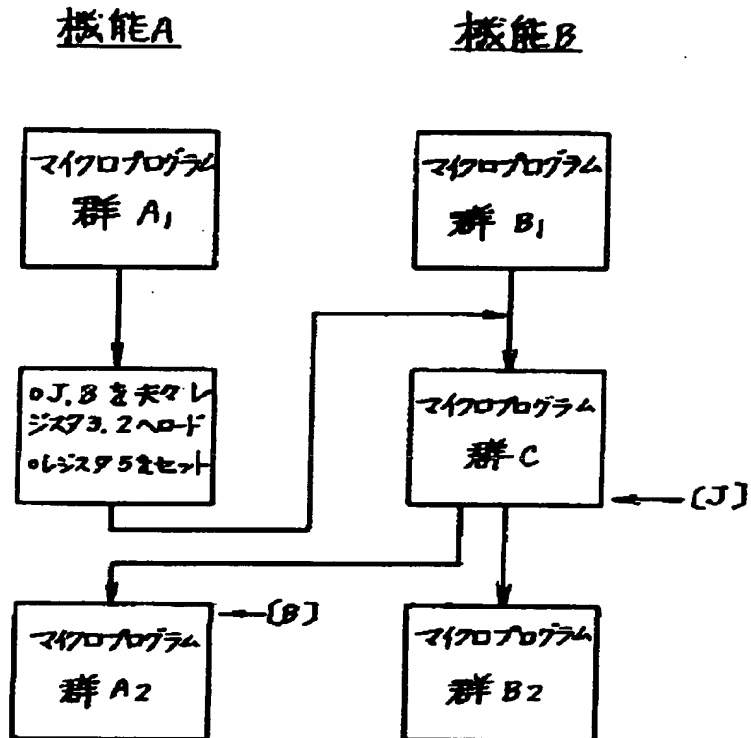 機能A
機能B
マイクロプログラム
群 A1
マイクロプログラム
群 B1
○J.Bを夫々レ
ジスタ3.2へロード
○レジスタ5をセット
マイクロプログラム
群 C
[J]
[B]
マイクロプログラム
群 A2
マイクロプログラム
群 B2